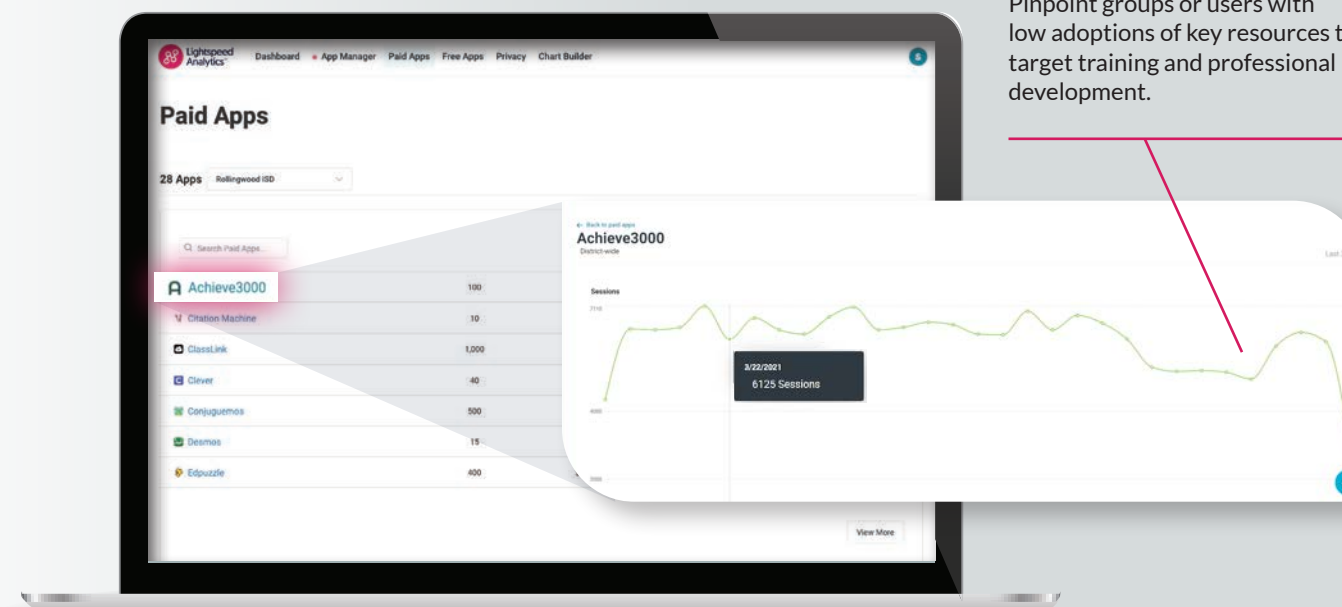 Pinpoint groups or users with
low adoptions of key resources t
target training and professional
development.
Lightspeed
Analytics
Dashboard App Manager Paid Apps Free Apps Privacy Chart Builder
S
Paid Apps
28 Apps Rollingwood ISD
Search Paid Apps...
Achieve3000 100
Citation Machine 10
ClassLink 1,000
Clever 40
Conjuguemos 500
Desmos 15
Edpuzzle 400
View More
← Back to paid apps
Achieve3000
District-wide
Last
Sessions
3/22/2021
6125 Sessions